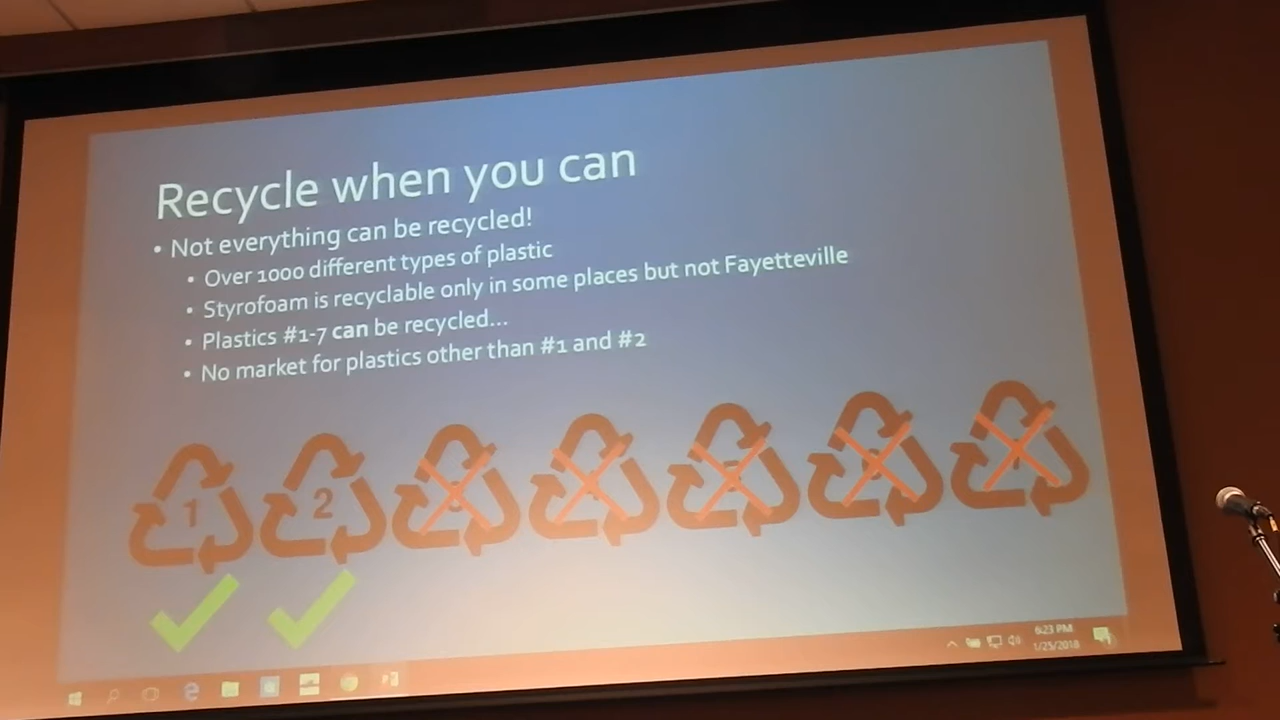 Recycle when you can
• Not everything can be recycled!
• Over 1000 different types of plastic
• Styrofoam is recyclable only in some places but not Fayetteville
• Plastics #1-7 can be recycled...
• No market for plastics other than #1 and #2
1 2
6:23 PM
1/25/2018